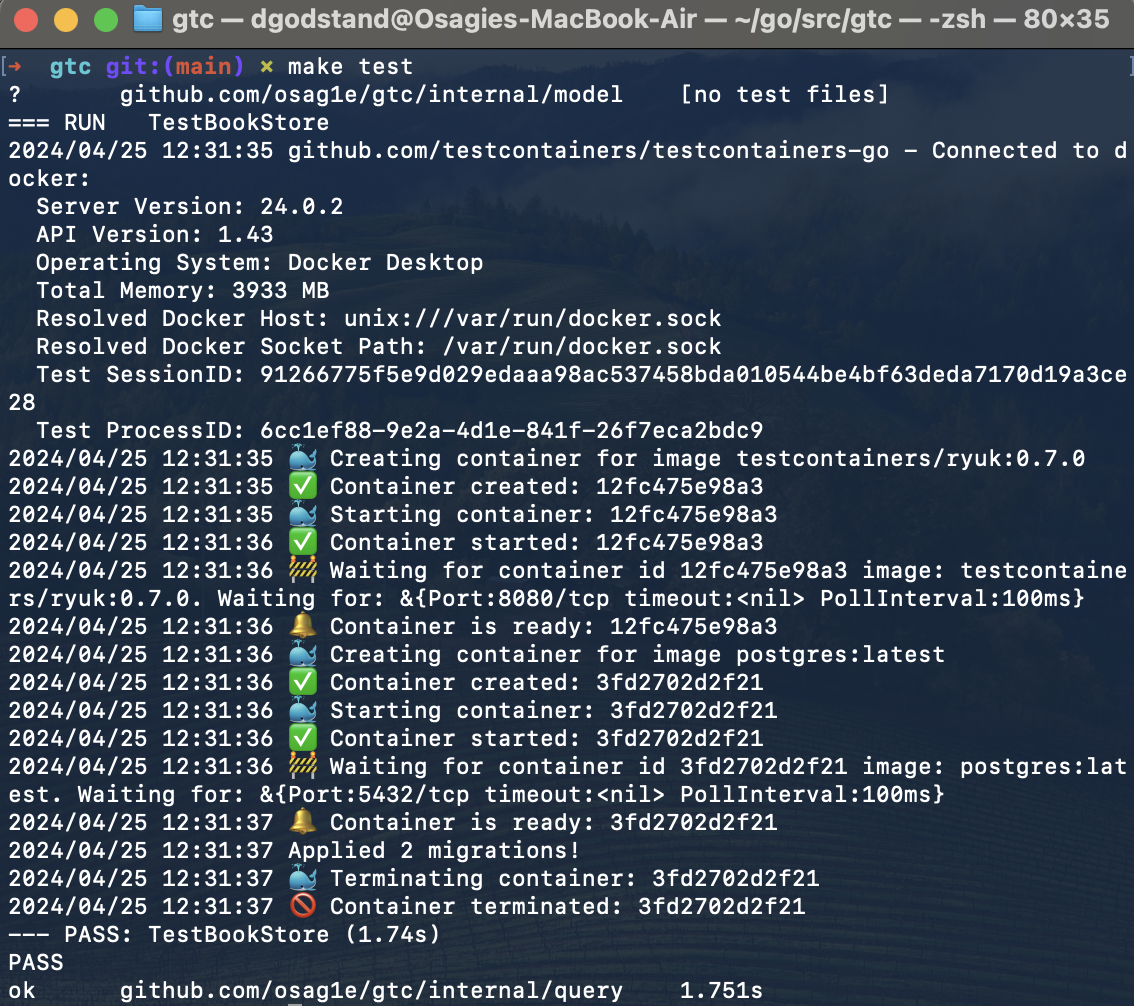 gtc — dgodstand@Osagies-MacBook-Air — ~/go/src/gtc — -zsh — 80×35
[➜  gtc git:(main) ✗ make test ]
?       github.com/osag1e/gtc/internal/model    [no test files]
=== RUN   TestBookStore
2024/04/25 12:31:35 github.com/testcontainers/testcontainers-go - Connected to d
ocker:
  Server Version: 24.0.2
  API Version: 1.43
  Operating System: Docker Desktop
  Total Memory: 3933 MB
  Resolved Docker Host: unix:///var/run/docker.sock
  Resolved Docker Socket Path: /var/run/docker.sock
  Test SessionID: 91266775f5e9d029edaaa98ac537458bda010544be4bf63deda7170d19a3ce
28
  Test ProcessID: 6cc1ef88-9e2a-4d1e-841f-26f7eca2bdc9
2024/04/25 12:31:35 🐳 Creating container for image testcontainers/ryuk:0.7.0
2024/04/25 12:31:35 ✅ Container created: 12fc475e98a3
2024/04/25 12:31:35 🐳 Starting container: 12fc475e98a3
2024/04/25 12:31:36 ✅ Container started: 12fc475e98a3
2024/04/25 12:31:36 🚧 Waiting for container id 12fc475e98a3 image: testcontaine
rs/ryuk:0.7.0. Waiting for: &{Port:8080/tcp timeout:<nil> PollInterval:100ms}
2024/04/25 12:31:36 🔔 Container is ready: 12fc475e98a3
2024/04/25 12:31:36 🐳 Creating container for image postgres:latest
2024/04/25 12:31:36 ✅ Container created: 3fd2702d2f21
2024/04/25 12:31:36 🐳 Starting container: 3fd2702d2f21
2024/04/25 12:31:36 ✅ Container started: 3fd2702d2f21
2024/04/25 12:31:36 🚧 Waiting for container id 3fd2702d2f21 image: postgres:lat
est. Waiting for: &{Port:5432/tcp timeout:<nil> PollInterval:100ms}
2024/04/25 12:31:37 🔔 Container is ready: 3fd2702d2f21
2024/04/25 12:31:37 Applied 2 migrations!
2024/04/25 12:31:37 🐳 Terminating container: 3fd2702d2f21
2024/04/25 12:31:37 🚫 Container terminated: 3fd2702d2f21
--- PASS: TestBookStore (1.74s)
PASS
ok      github.com/osag1e/gtc/internal/query    1.751s